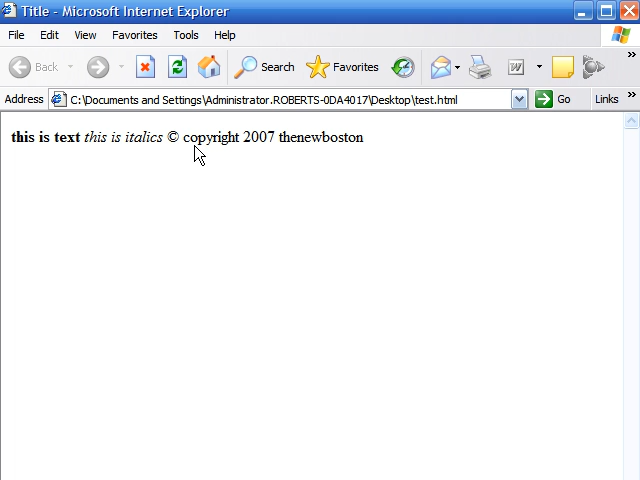 Title - Microsoft Internet Explorer
File Edit View Favorites Tools Help
Back Search Favorites W »
Address C:\Documents and Settings\Administrator.ROBERTS-0DA4017\Desktop\test.html Go Links »
this is text this is italics © copyright 2007 thenewboston